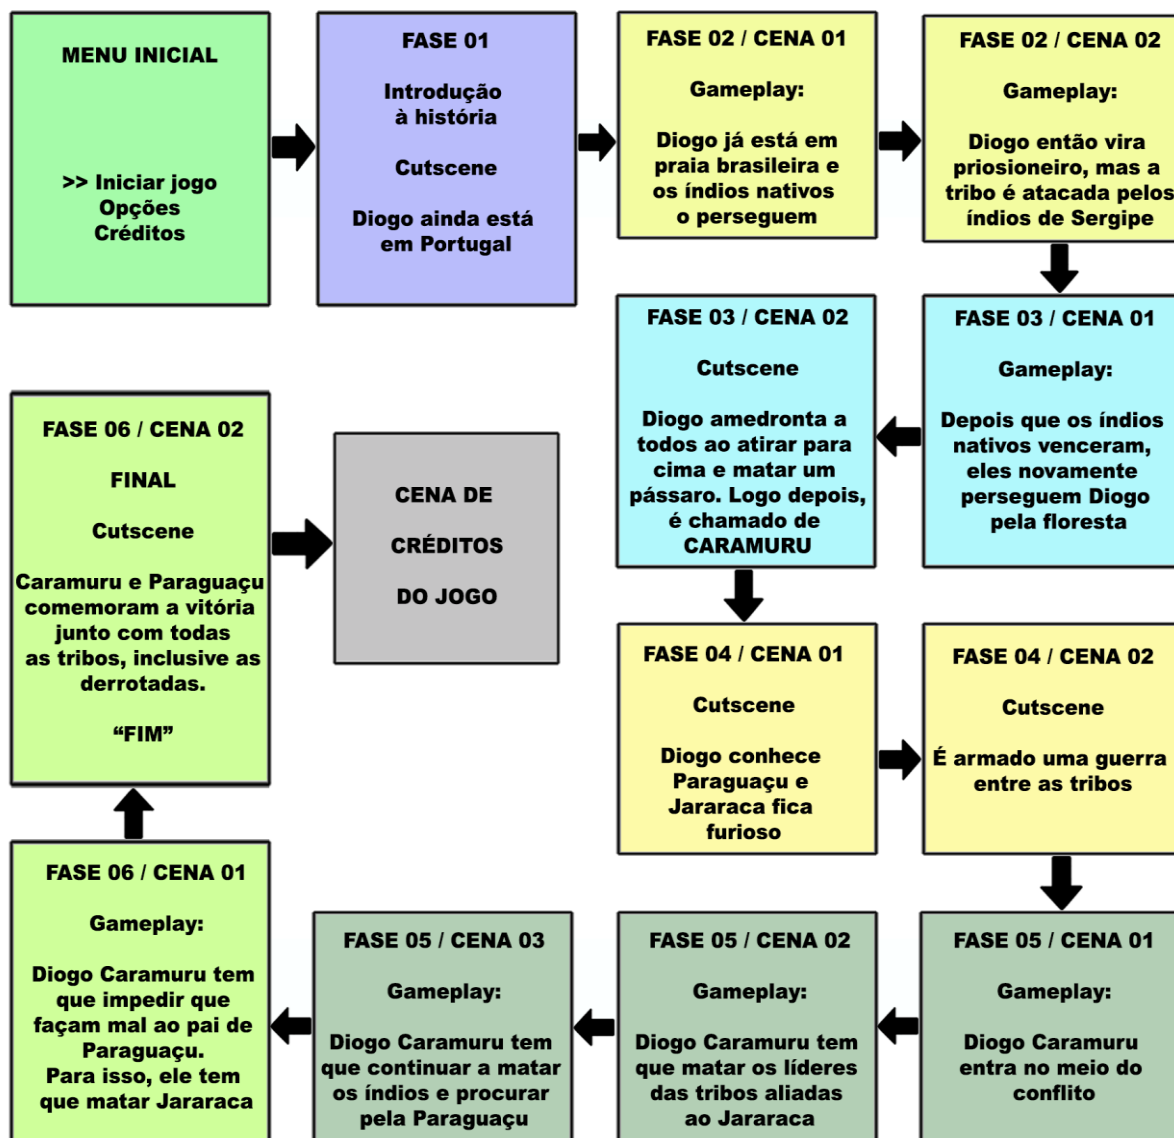 MENU INICIAL
>> Iniciar jogo
Opções
Créditos
FASE 01
Introdução
à história
Cutscene
Diogo ainda está
em Portugal
FASE 02 / CENA 01
Gameplay:
Diogo já está em
praia brasileira e
os índios nativos
o perseguem
FASE 02 / CENA 02
Gameplay:
Diogo então vira
priosioneiro, mas a
tribo é atacada pelos
índios de Sergipe
FASE 03 / CENA 01
Gameplay:
Depois que os índios
nativos venceram,
eles novamente
perseguem Diogo
pela floresta
FASE 03 / CENA 02
Cutscene
Diogo amedronta a
todos ao atirar para
cima e matar um
pássaro. Logo depois,
é chamado de
CARAMURU
FASE 04 / CENA 01
Cutscene
Diogo conhece
Paraguaçu e
Jararaca fica
furioso
FASE 04 / CENA 02
Cutscene
É armado uma guerra
entre as tribos
FASE 05 / CENA 01
Gameplay:
Diogo Caramuru
entra no meio do
conflito
FASE 05 / CENA 02
Gameplay:
Diogo Caramuru tem
que matar os líderes
das tribos aliadas
ao Jararaca
FASE 05 / CENA 03
Gameplay:
Diogo Caramuru tem
que continuar a matar
os índios e procurar
pela Paraguaçu
FASE 06 / CENA 01
Gameplay:
Diogo Caramuru tem
que impedir que
façam mal ao pai de
Paraguaçu.
Para isso, ele tem
que matar Jararaca
FASE 06 / CENA 02
FINAL
Cutscene
Caramuru e Paraguaçu
comemoram a vitória
junto com todas
as tribos, inclusive as
derrotadas.
“FIM”
CENA DE
CRÉDITOS
DO JOGO